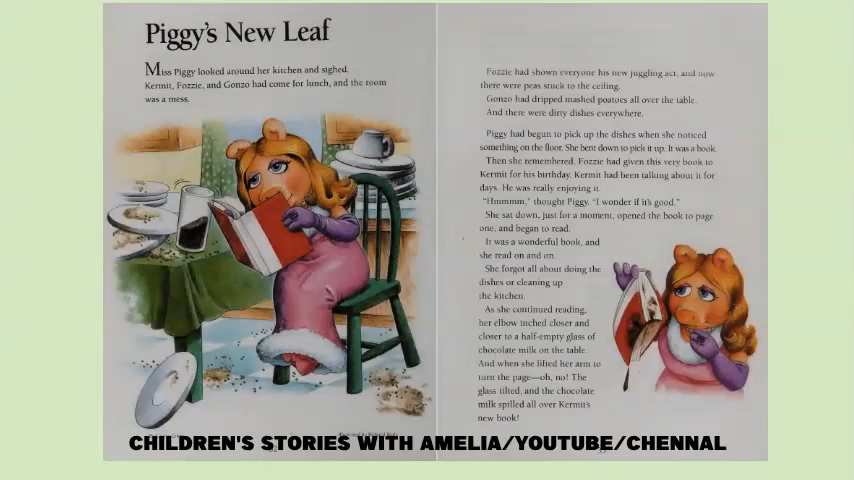 Piggy's New Leaf
Miss Piggy looked around her kitchen and sighed.
Kermit, Fozzie, and Gonzo had come for lunch, and the room
was a mess.
Fozzie had shown everyone his new juggling act, and now
there were peas stuck to the ceiling.
Gonzo had dripped mashed poatoes all over the table.
And there were dirty dishes everywhere.
Piggy had begun to pick up the dishes when she noticed
something on the floor. She bent down to pick it up. It was a book.
Then she remembered. Fozzie had given this very book to
Kermit for his birthday. Kermit had been talking about it for
days. He was really enjoying it.
"Hmmmm," thought Piggy. "I wonder if it's good."
She sat down, just for a moment, opened the book to page
one, and began to read.
It was a wonderful book, and
she read on and on.
She forgot all about doing the
dishes or cleaning up
the kitchen.
As she continued reading,
her elbow inched closer and
closer to a half-empty glass of
chocolate milk on the table.
And when she lifted her arm to
turn the page—oh, no! The
glass tilted, and the chocolate
milk spilled all over Kermit's
new book!
CHILDREN'S STORIES WITH AMELIA/YOUTUBE/CHENNAL